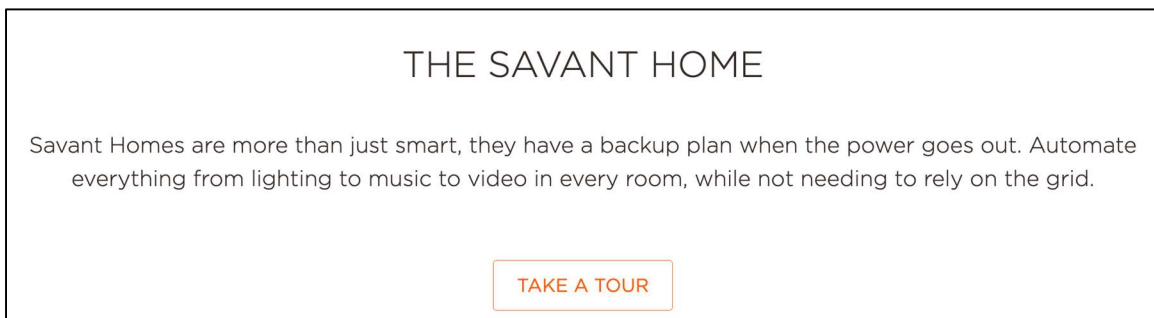 THE SAVANT HOME
Savant Homes are more than just smart, they have a backup plan when the power goes out. Automate
everything from lighting to music to video in every room, while not needing to rely on the grid.
TAKE A TOUR